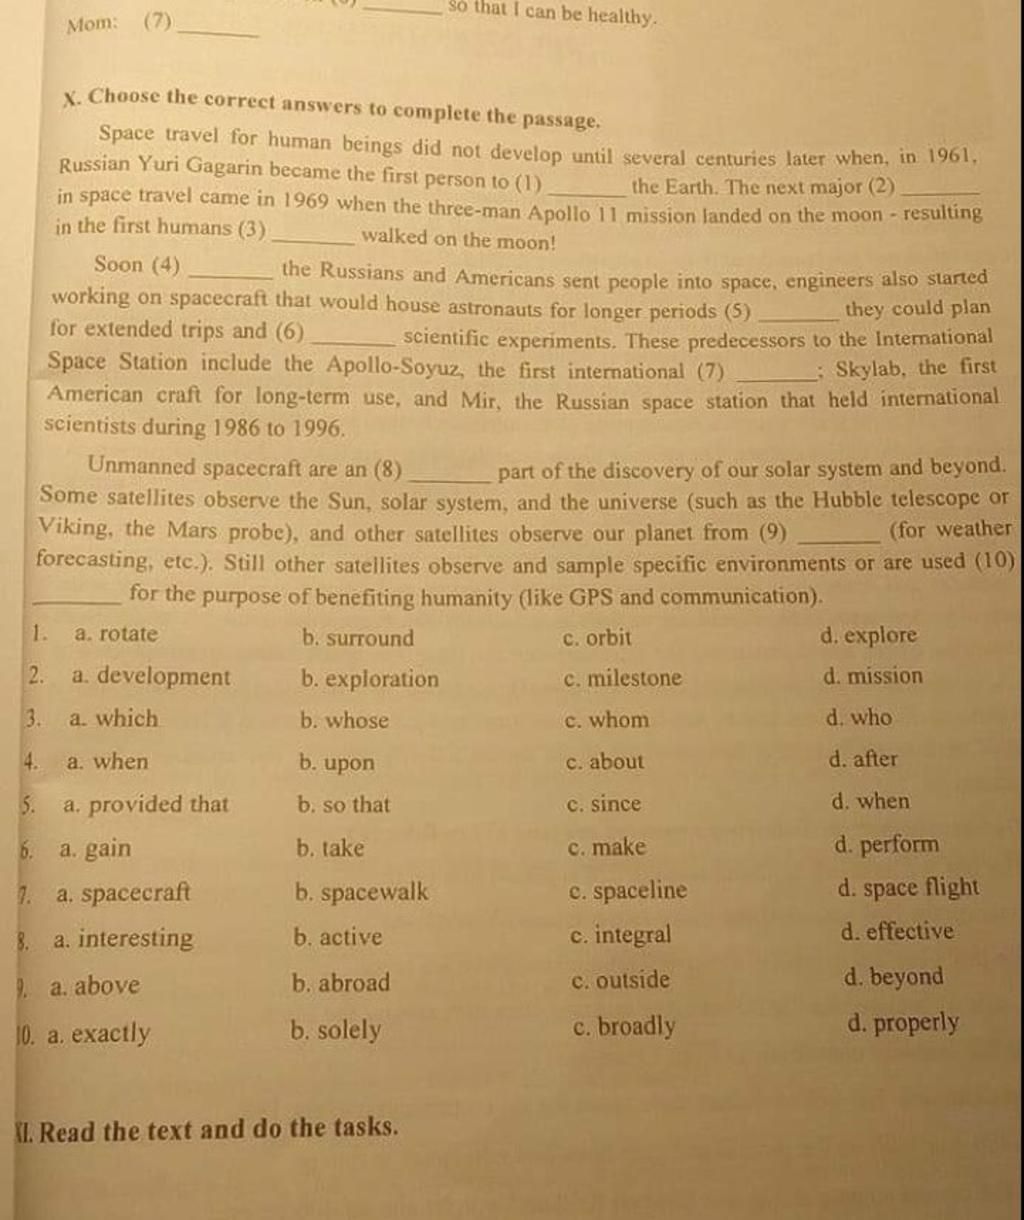 so that I can be healthy.
Mom: (7)
X. Choose the correct answers to complete the passage.
Space travel for human beings did not develop until several centuries later when, in 1961,
Russian Yuri Gagarin became the first person to (1) ________ the Earth. The next major (2) ________
in space travel came in 1969 when the three-man Apollo 11 mission landed on the moon - resulting
in the first humans (3) ________ walked on the moon!
Soon (4) ________ the Russians and Americans sent people into space, engineers also started
working on spacecraft that would house astronauts for longer periods (5) ________ they could plan
for extended trips and (6) ________ scientific experiments. These predecessors to the International
Space Station include the Apollo-Soyuz, the first international (7) ________; Skylab, the first
American craft for long-term use, and Mir, the Russian space station that held international
scientists during 1986 to 1996.
Unmanned spacecraft are an (8) ________ part of the discovery of our solar system and beyond.
Some satellites observe the Sun, solar system, and the universe (such as the Hubble telescope or
Viking, the Mars probe), and other satellites observe our planet from (9) ________ (for weather
forecasting, etc.). Still other satellites observe and sample specific environments or are used (10)
________ for the purpose of benefiting humanity (like GPS and communication).
1. a. rotate b. surround c. orbit d. explore
2. a. development b. exploration c. milestone d. mission
3. a. which b. whose c. whom d. who
4. a. when b. upon c. about d. after
5. a. provided that b. so that c. since d. when
6. a. gain b. take c. make d. perform
7. a. spacecraft b. spacewalk c. spaceline d. space flight
8. a. interesting b. active c. integral d. effective
9. a. above b. abroad c. outside d. beyond
10. a. exactly b. solely c. broadly d. properly
XI. Read the text and do the tasks.